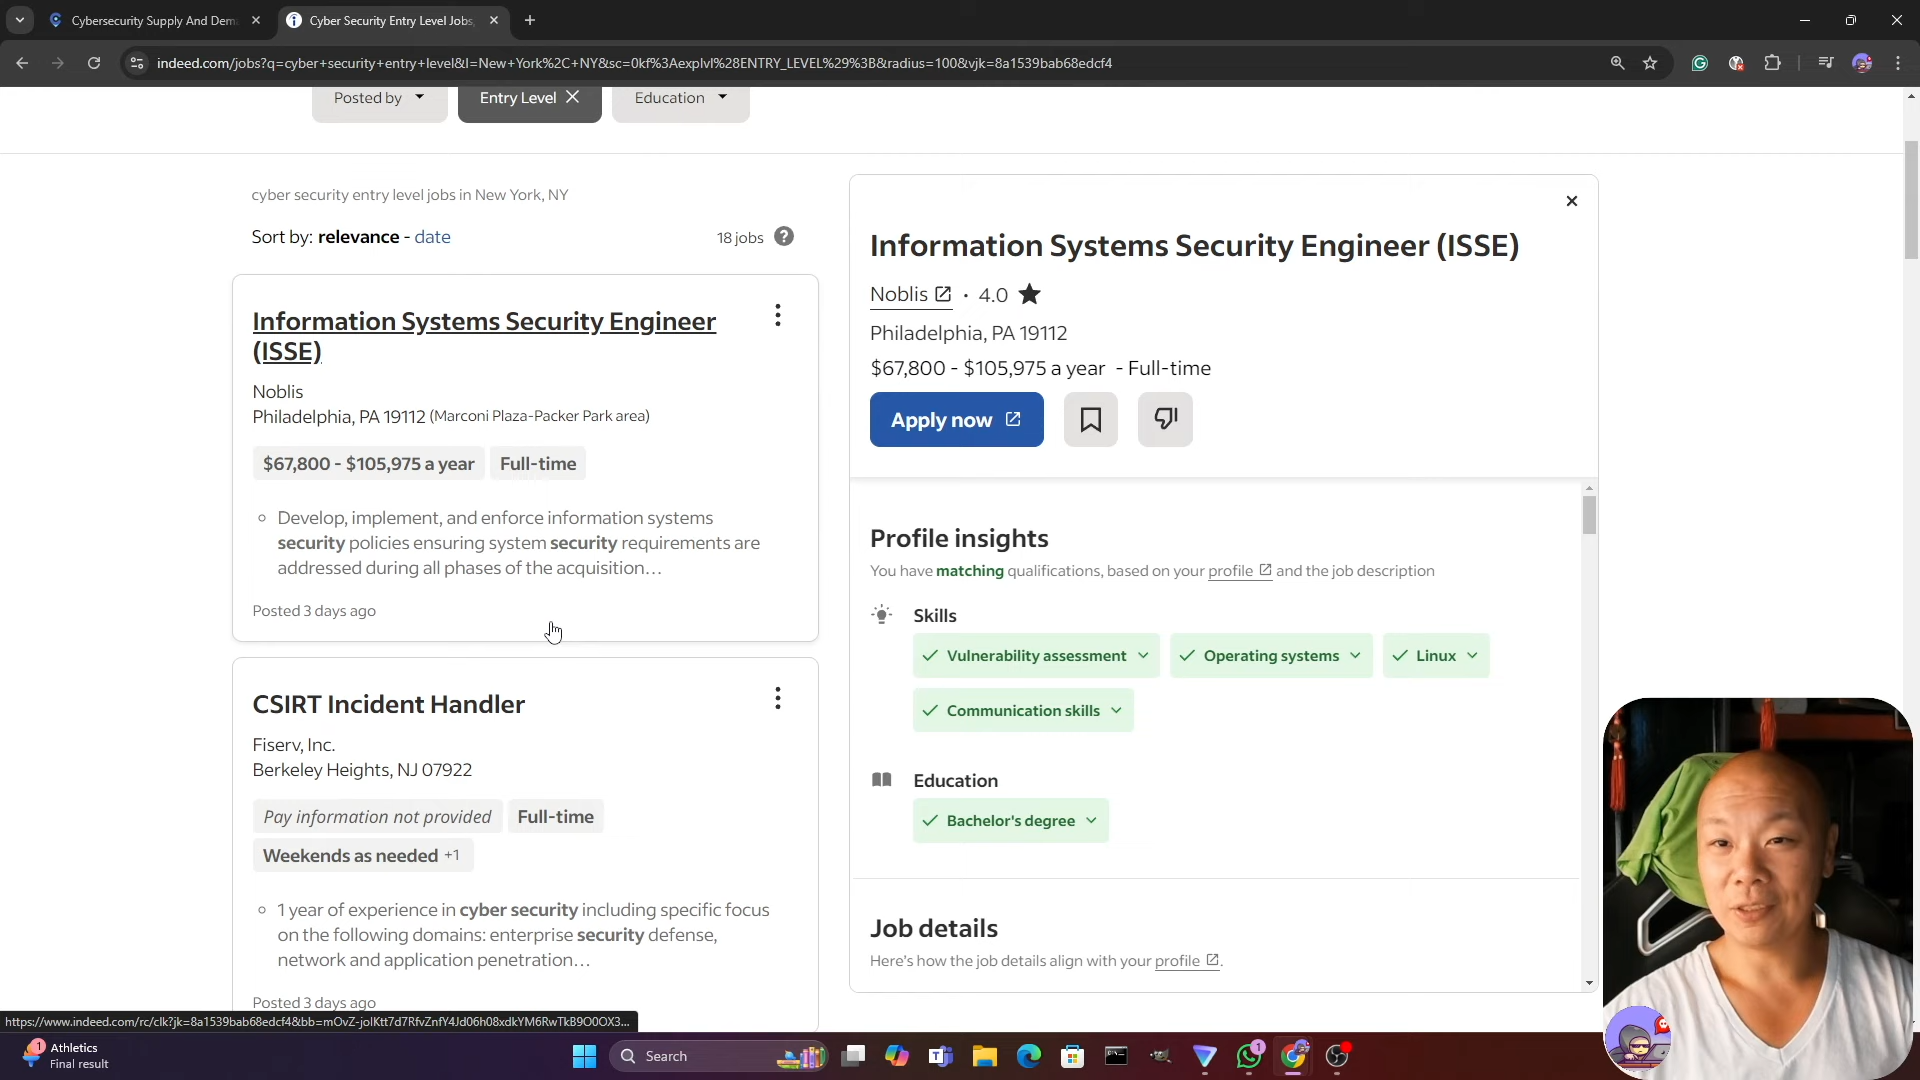 Cybersecurity Supply And Dem
Cyber Security Entry Level Jobs,
indeed.com/jobs?q=cyber+security+entry+level&l=New+York%2C+NY&sc=0kf%3Aexplvl%28ENTRY_LEVEL%29%3B&radius=100&vjk=8a1539bab68edcf4
Posted by
Entry Level
Education
cyber security entry level jobs in New York, NY
Sort by: relevance - date
18 jobs
Information Systems Security Engineer
(ISSE)
Noblis
Philadelphia, PA 19112 (Marconi Plaza-Packer Park area)
$67,800 - $105,975 a year
Full-time
Develop, implement, and enforce information systems
security policies ensuring system security requirements are
addressed during all phases of the acquisition...
Posted 3 days ago
CSIRT Incident Handler
Fiserv, Inc.
Berkeley Heights, NJ 07922
Pay information not provided
Full-time
Weekends as needed +1
1 year of experience in cyber security including specific focus
on the following domains: enterprise security defense,
network and application penetration...
Posted 3 days ago
Information Systems Security Engineer (ISSE)
Noblis · 4.0
Philadelphia, PA 19112
$67,800 - $105,975 a year - Full-time
Apply now
Profile insights
You have matching qualifications, based on your profile and the job description
Skills
Vulnerability assessment
Operating systems
Linux
Communication skills
Education
Bachelor's degree
Job details
Here's how the job details align with your profile.
Athletics
Final result
Search
1
1